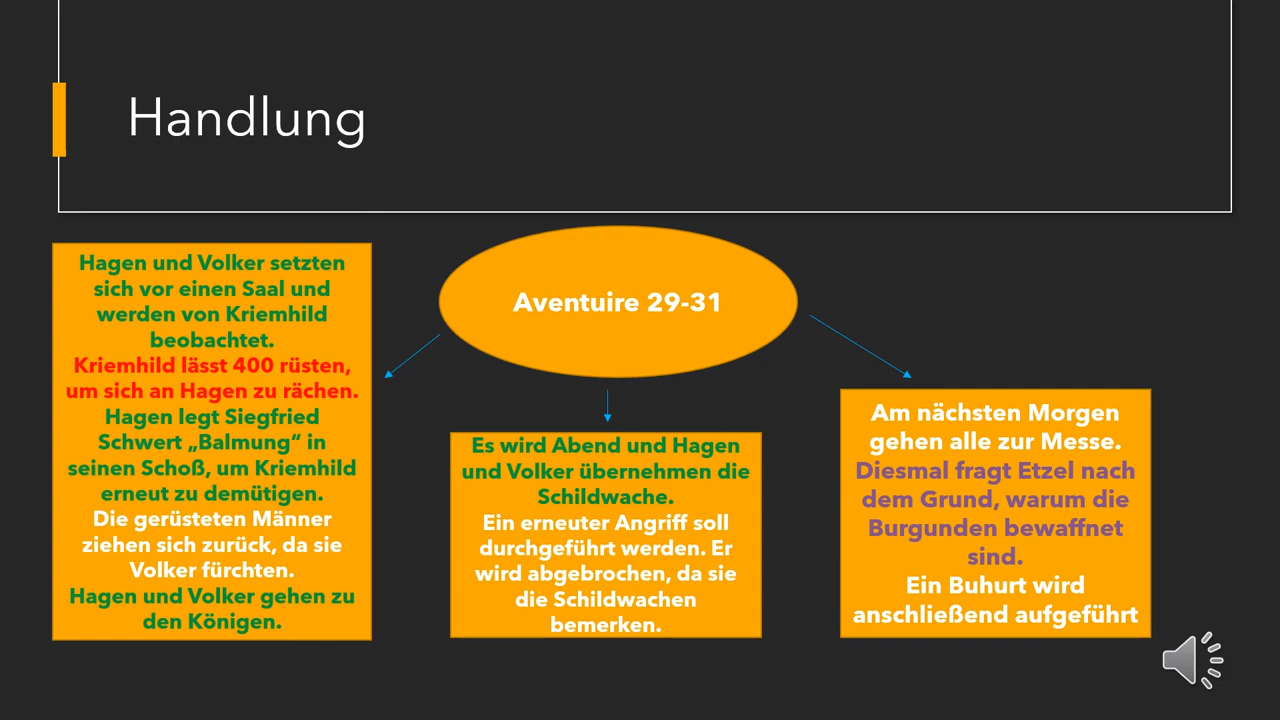 Handlung
Aventuire 29-31
Hagen und Volker setzten
sich vor einen Saal und
werden von Kriemhild
beobachtet.
Kriemhild lässt 400 rüsten,
um sich an Hagen zu rächen.
Hagen legt Siegfried
Schwert „Balmung” in
seinen Schoß, um Kriemhild
erneut zu demütigen.
Die gerüsteten Männer
ziehen sich zurück, da sie
Volker fürchten.
Hagen und Volker gehen zu
den Königen.
Es wird Abend und Hagen
und Volker übernehmen die
Schildwache.
Ein erneuter Angriff soll
durchgeführt werden. Er
wird abgebrochen, da sie
die Schildwachen
bemerken.
Am nächsten Morgen
gehen alle zur Messe.
Diesmal fragt Etzel nach
dem Grund, warum die
Burgunden bewaffnet
sind.
Ein Buhurt wird
anschließend aufgeführt